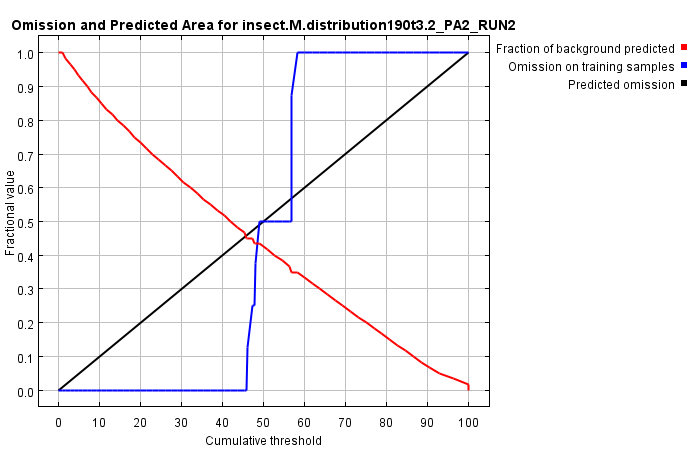 Omission and Predicted Area for insect.M.distribution190t3.2_PA2_RUN2
Fraction of background predicted
Omission on training samples
Predicted omission
1.0
0.9
0.8
0.7
0.6
0.5
0.4
0.3
0.2
0.1
0.0
Fractional value
0 10 20 30 40 50 60 70 80 90 100
Cumulative threshold